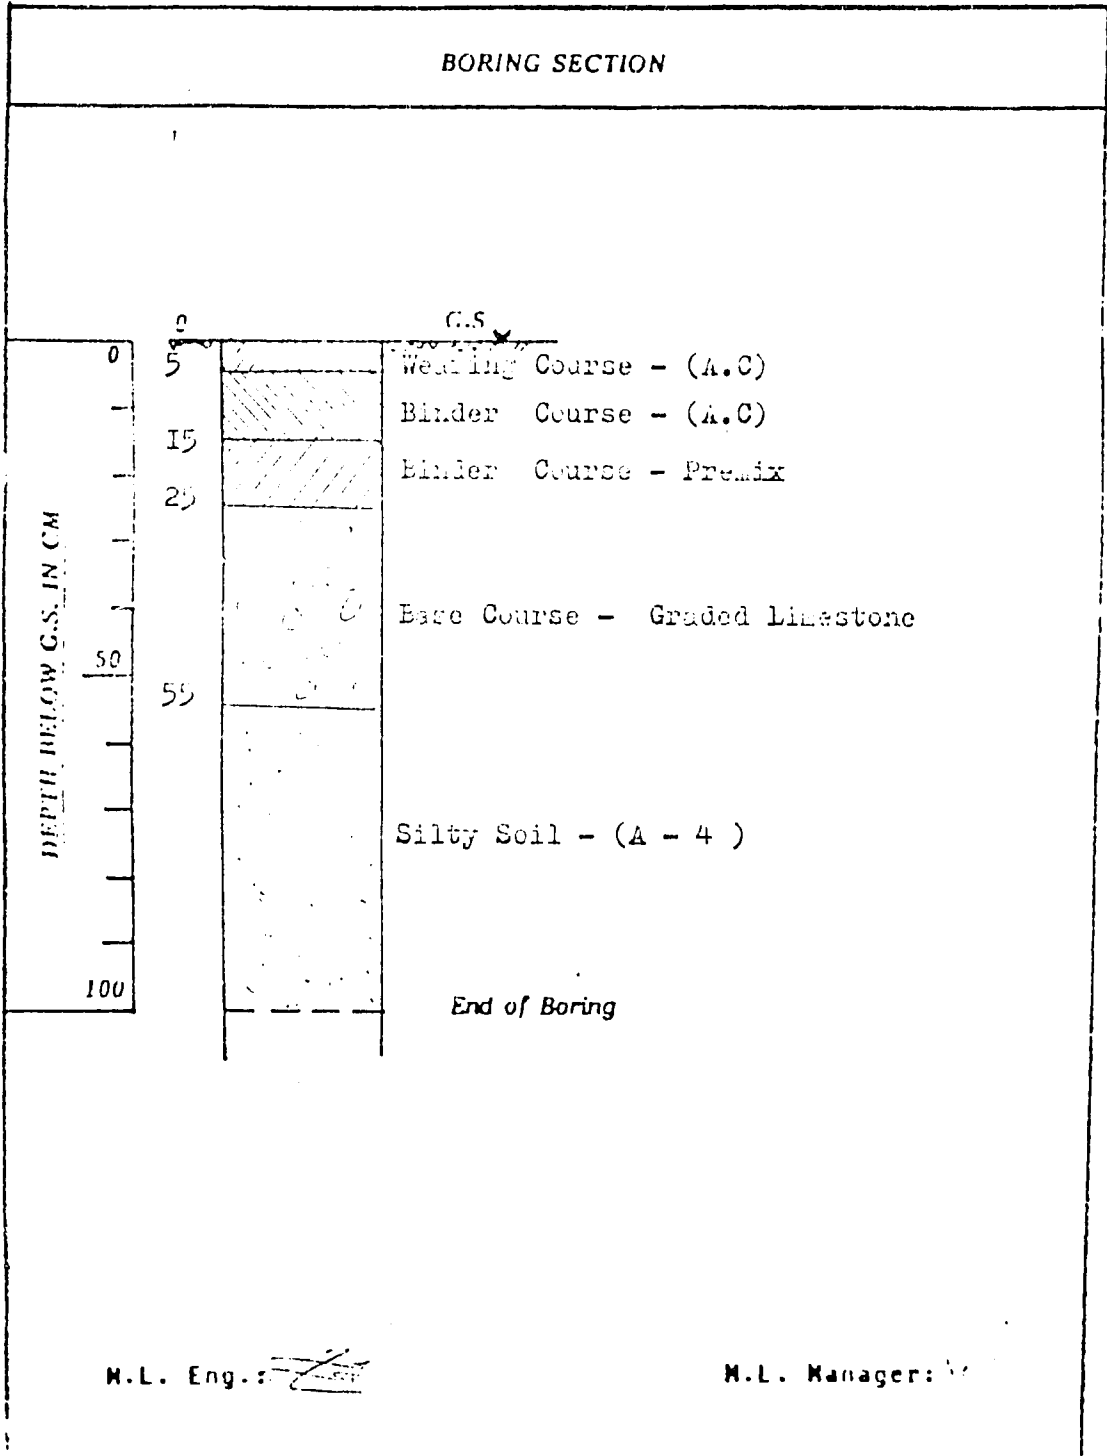 BORING SECTION
0
G.S
0
5
Wearing Course - (A.C)
Binder Course - (A.C)
I5
Binder Course - Premix
25
DEPTH BELOW G.S. IN CM
Base Course - Graded Limestone
50
55
Silty Soil - (A - 4 )
100
End of Boring
M.L. Eng.:
M.L. Manager: